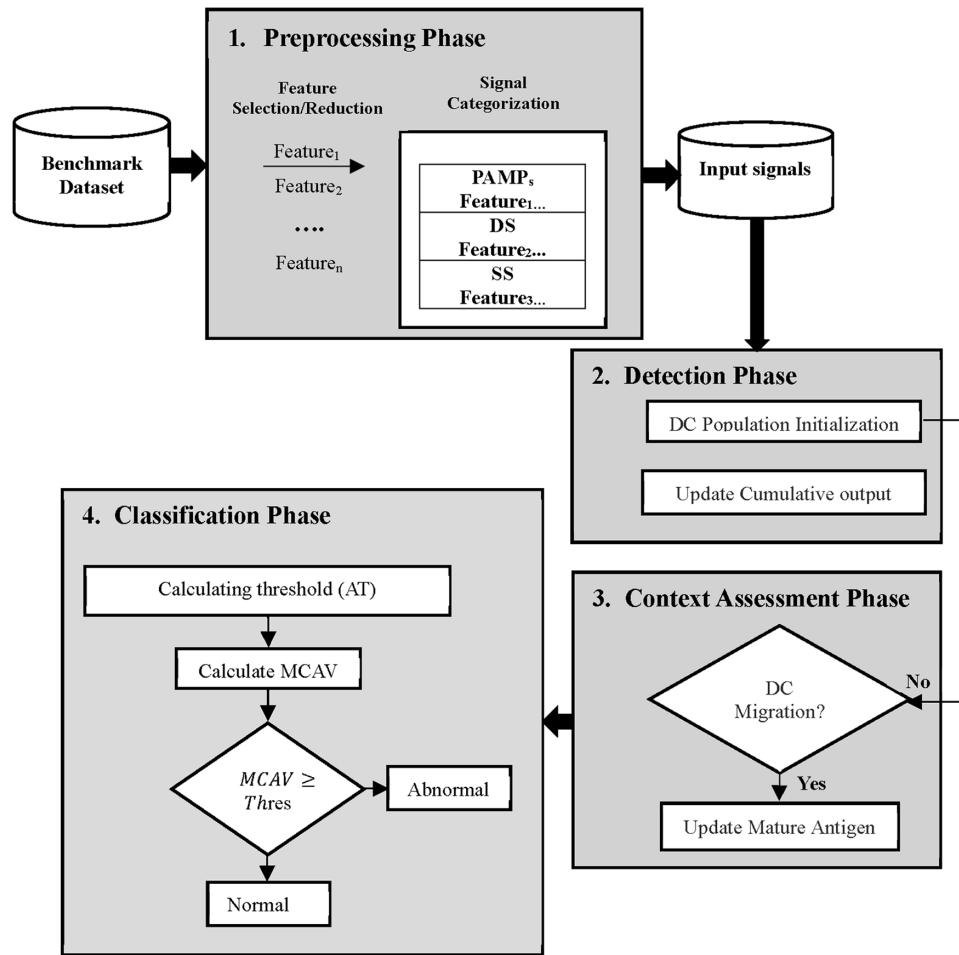 1. Preprocessing Phase
Feature
Selection/Reduction
Signal
Categorization
Benchmark
Dataset
Feature₁
Feature₂
....
Featureₙ
PAMPₛ
Feature₁...
DS
Feature₂...
SS
Feature₃...
Input signals
2. Detection Phase
DC Population Initialization
Update Cumulative output
3. Context Assessment Phase
DC
Migration?
No
Yes
Update Mature Antigen
4. Classification Phase
Calculating threshold (AT)
Calculate MCAV
MCAV ≥
Thres
Abnormal
Normal